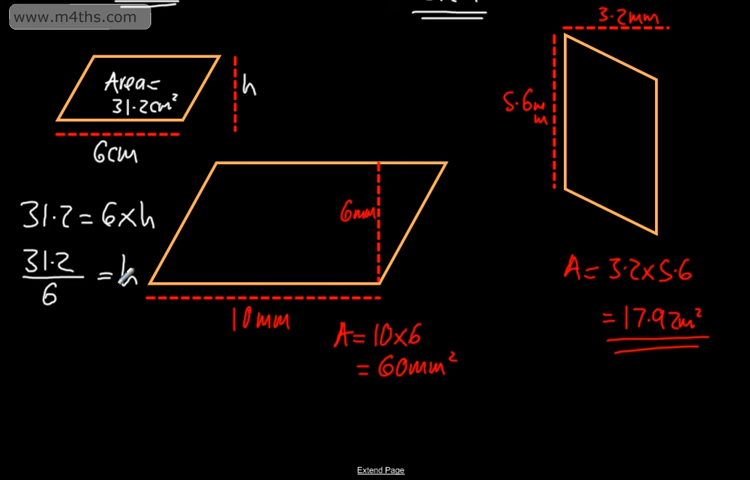 www.m4ths.com
Area=
31.2cm²
h
6cm
31.2 = 6×h
31.2/6 = h
6mm
10mm
A = 10×6
= 60mm²
3.2mm
5.6mm
A = 3.2×5.6
= 17.92m²
Extend Page